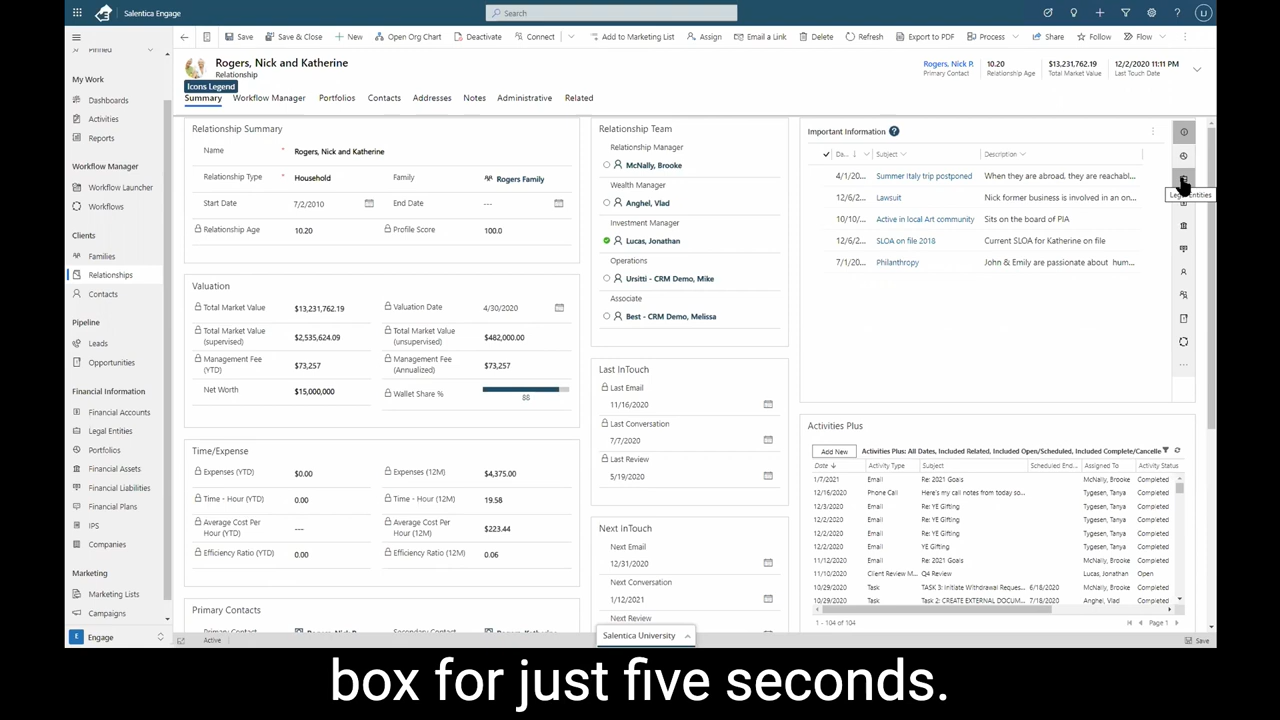 Salentica Engage
Search
Save
Save & Close
New
Open Org Chart
Deactivate
Connect
Add to Marketing List
Assign
Email a Link
Delete
Refresh
Export to PDF
Process
Share
Follow
Flow
Pinned
My Work
Dashboards
Activities
Reports
Workflow Manager
Workflow Launcher
Workflows
Clients
Families
Relationships
Contacts
Pipeline
Leads
Opportunities
Financial Information
Financial Accounts
Legal Entities
Portfolios
Financial Assets
Financial Liabilities
Financial Plans
IPS
Companies
Marketing
Marketing Lists
Campaigns
E Engage
Rogers, Nick and Katherine
Relationship
Icons Legend
Rogers, Nick P.
Primary Contact
10.20
Relationship Age
$13,231,762.19
Total Market Value
12/2/2020 11:11 PM
Last Touch Date
Summary
Workflow Manager
Portfolios
Contacts
Addresses
Notes
Administrative
Related
Relationship Summary
Name * Rogers, Nick and Katherine
Relationship Type * Household
Family Rogers Family
Start Date 7/2/2010
End Date ---
Relationship Age 10.20
Profile Score 100.0
Valuation
Total Market Value $13,231,762.19
Valuation Date 4/30/2020
Total Market Value (supervised) $2,535,624.09
Total Market Value (unsupervised) $482,000.00
Management Fee (YTD) $73,257
Management Fee (Annualized) $73,257
Net Worth $15,000,000
Wallet Share % 88
Time/Expense
Expenses (YTD) $0.00
Expenses (12M) $4,375.00
Time - Hour (YTD) 0.00
Time - Hour (12M) 19.58
Average Cost Per Hour (YTD) ---
Average Cost Per Hour (12M) $223.44
Efficiency Ratio (YTD) 0.00
Efficiency Ratio (12M) 0.06
Primary Contacts
Relationship Team
Relationship Manager
McNally, Brooke
Wealth Manager
Anghel, Vlad
Investment Manager
Lucas, Jonathan
Operations
Ursitti - CRM Demo, Mike
Associate
Best - CRM Demo, Melissa
Last InTouch
Last Email
11/16/2020
Last Conversation
7/7/2020
Last Review
5/19/2020
Next InTouch
Next Email
12/31/2020
Next Conversation
1/12/2021
Next Review
Salentica University
Important Information
Da... Subject Description
4/1/20... Summer Italy trip postponed When they are abroad, they are reachabl...
12/6/2... Lawsuit Nick former business is involved in an on...
10/10/... Active in local Art community Sits on the board of PIA
12/6/2... SLOA on file 2018 Current SLOA for Katherine on file
7/1/20... Philanthropy John & Emily are passionate about hum...
Activities Plus
Add New Activities Plus: All Dates, Included Related, Included Open/Scheduled, Included Complete/Cancelle
Date Activity Type Subject Scheduled End... Assigned To Activity Status
1/7/2021 Email Re: 2021 Goals McNally, Brooke Completed
12/16/2020 Phone Call Here's my call notes from today so... Tygesen, Tanya Completed
12/3/2020 Email Re: YE Gifting Tygesen, Tanya Completed
12/2/2020 Email Re: YE Gifting Tygesen, Tanya Completed
12/2/2020 Email Re: YE Gifting Tygesen, Tanya Completed
12/2/2020 Email YE Gifting Tygesen, Tanya Completed
11/12/2020 Email Re: 2021 Goals McNally, Brooke Completed
11/10/2020 Client Review M... Q4 Review Lucas, Jonathan Open
10/29/2020 Task TASK 3: Initiate Withdrawal Reques... 6/18/2020 McNally, Brooke Completed
10/29/2020 Task Task 2: CREATE EXTERNAL DOCUM... 7/18/2020 Anghel, Vlad Completed
1 - 104 of 104
Page 1
Active
Save
box for just five seconds.